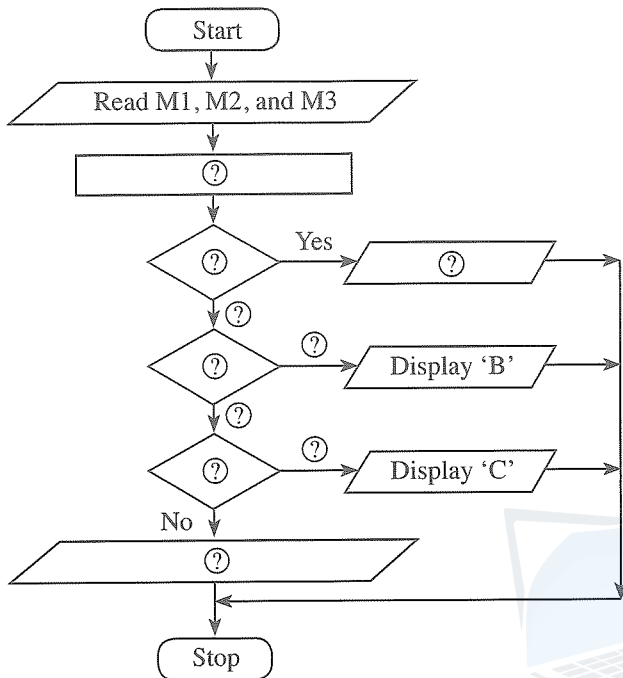 Start
Read M1, M2, and M3
?
? Yes ?
?
? ? Display ‘B’
?
? ? Display ‘C’
No
?
Stop